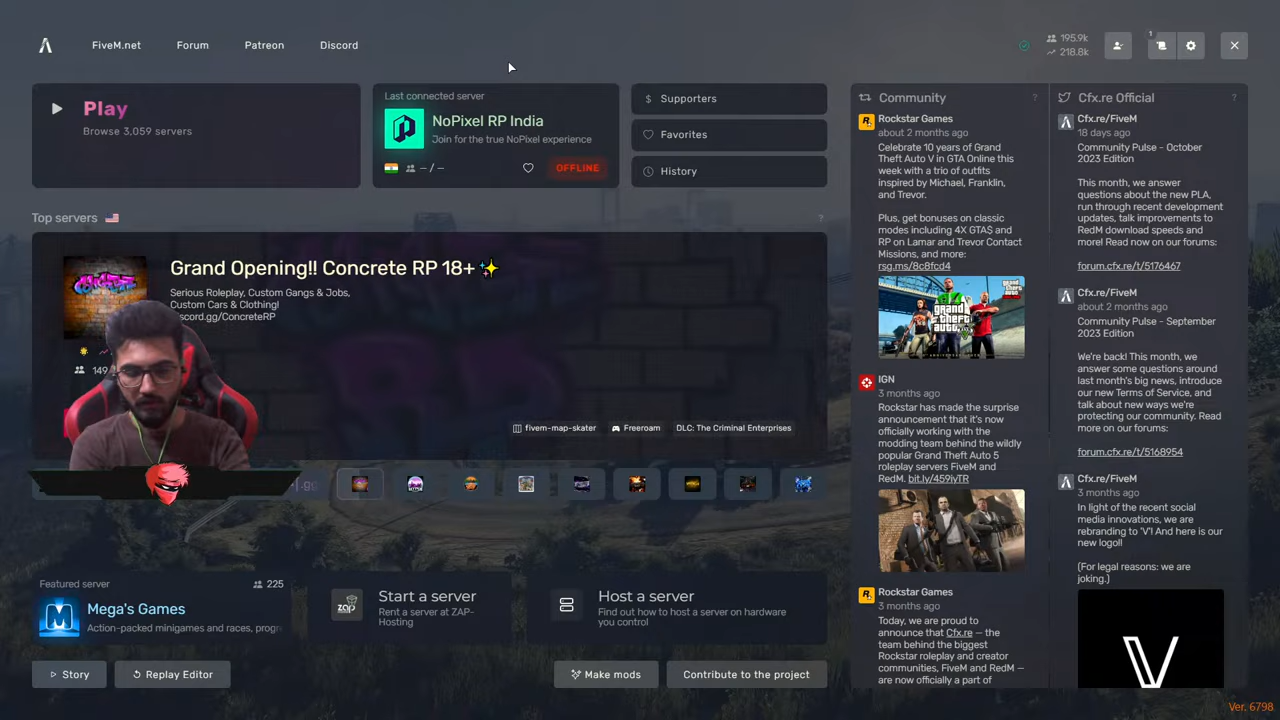 FiveM.net
Forum
Patreon
Discord
195.9k
218.8k
1
Play
Browse 3,059 servers
Last connected server
NoPixel RP India
Join for the true NoPixel experience
– / –
OFFLINE
$ Supporters
Favorites
History
Top servers
?
Grand Opening!! Concrete RP 18+
Serious Roleplay, Custom Gangs & Jobs,
Custom Cars & Clothing!
discord.gg/ConcreteRP
149
fivem-map-skater
Freeroam
DLC: The Criminal Enterprises
.gg
Featured server
225
Mega's Games
Action-packed minigames and races, progr
ZAP
Start a server
Rent a server at ZAP-
Hosting
Host a server
Find out how to host a server on hardware
you control
Story
Replay Editor
Make mods
Contribute to the project
Community
?
Rockstar Games
about 2 months ago
Celebrate 10 years of Grand
Theft Auto V in GTA Online this
week with a trio of outfits
inspired by Michael, Franklin,
and Trevor.
Plus, get bonuses on classic
modes including 4X GTA$ and
RP on Lamar and Trevor Contact
Missions, and more:
rsg.ms/8c8fcd4
grand
theft
auto
IGN
3 months ago
Rockstar has made the surprise
announcement that it's now
officially working with the
modding team behind the wildly
popular Grand Theft Auto 5
roleplay servers FiveM and
RedM. bit.ly/459iyTR
Rockstar Games
3 months ago
Today, we are proud to
announce that Cfx.re — the
team behind the biggest
Rockstar roleplay and creator
communities, FiveM and RedM —
are now officially a part of
Cfx.re Official
?
Cfx.re/FiveM
18 days ago
Community Pulse - October
2023 Edition
This month, we answer
questions about the new PLA,
run through recent development
updates, talk improvements to
RedM download speeds and
more! Read now on our forums:
forum.cfx.re/t/5176467
Cfx.re/FiveM
about 2 months ago
Community Pulse - September
2023 Edition
We're back! This month, we
answer some questions around
last month's big news, introduce
our new Terms of Service, and
talk about new ways we're
protecting our community. Read
more on our forums:
forum.cfx.re/t/5168954
Cfx.re/FiveM
3 months ago
In light of the recent social
media innovations, we are
rebranding to 'V'! And here is our
new logo!!
(For legal reasons: we are
joking.)
Ver. 6798